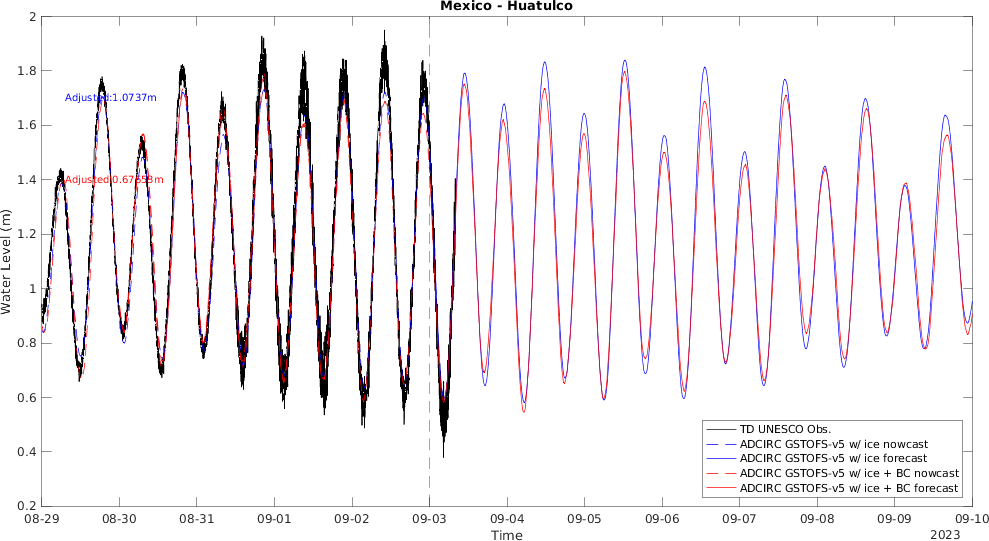 Mexico - Huatulco
2
1.8
1.6
1.4
1.2
1
0.8
0.6
0.4
0.2
Water Level (m)
Adjusted:1.0737m
TD UNESCO Obs.
ADCIRC GSTOFS-v5 w/ ice nowcast
ADCIRC GSTOFS-v5 w/ ice forecast
ADCIRC GSTOFS-v5 w/ ice + BC nowcast
ADCIRC GSTOFS-v5 w/ ice + BC forecast
08-29 08-30 08-31 09-01 09-02 09-03 09-04 09-05 09-06 09-07 09-08 09-09 09-10
Time
2023